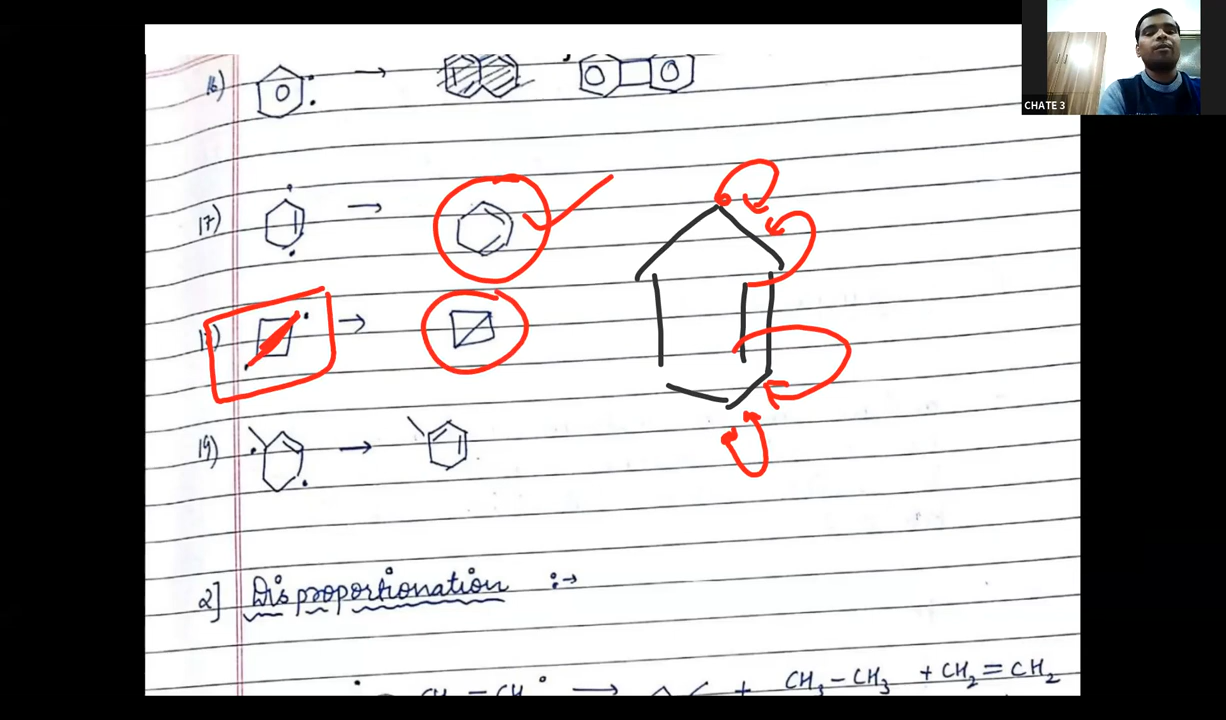 CHATE 3
16)
17)
19)
2] Disproportionation :→
CH₃ – CH₃ + CH₂ = CH₂